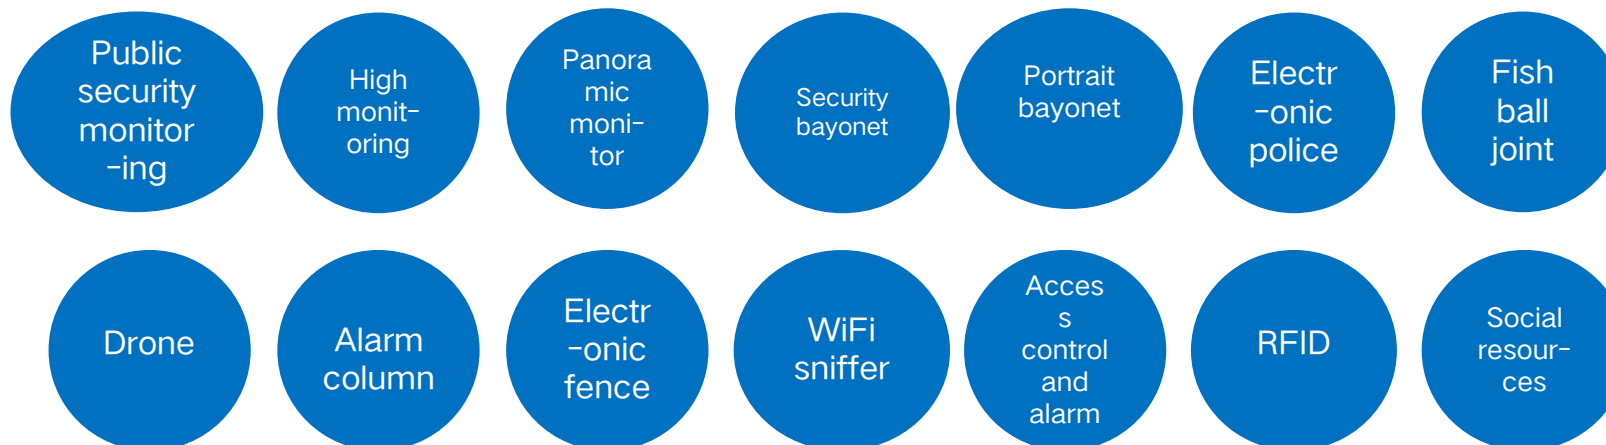 Public
security
monitor
-ing
High
monit-
oring
Panora
mic
moni-
tor
Security
bayonet
Portrait
bayonet
Electr
-onic
police
Fish
ball
joint
Drone
Alarm
column
Electr
-onic
fence
WiFi
sniffer
Acces
s
control
and
alarm
RFID
Social
resour-
ces